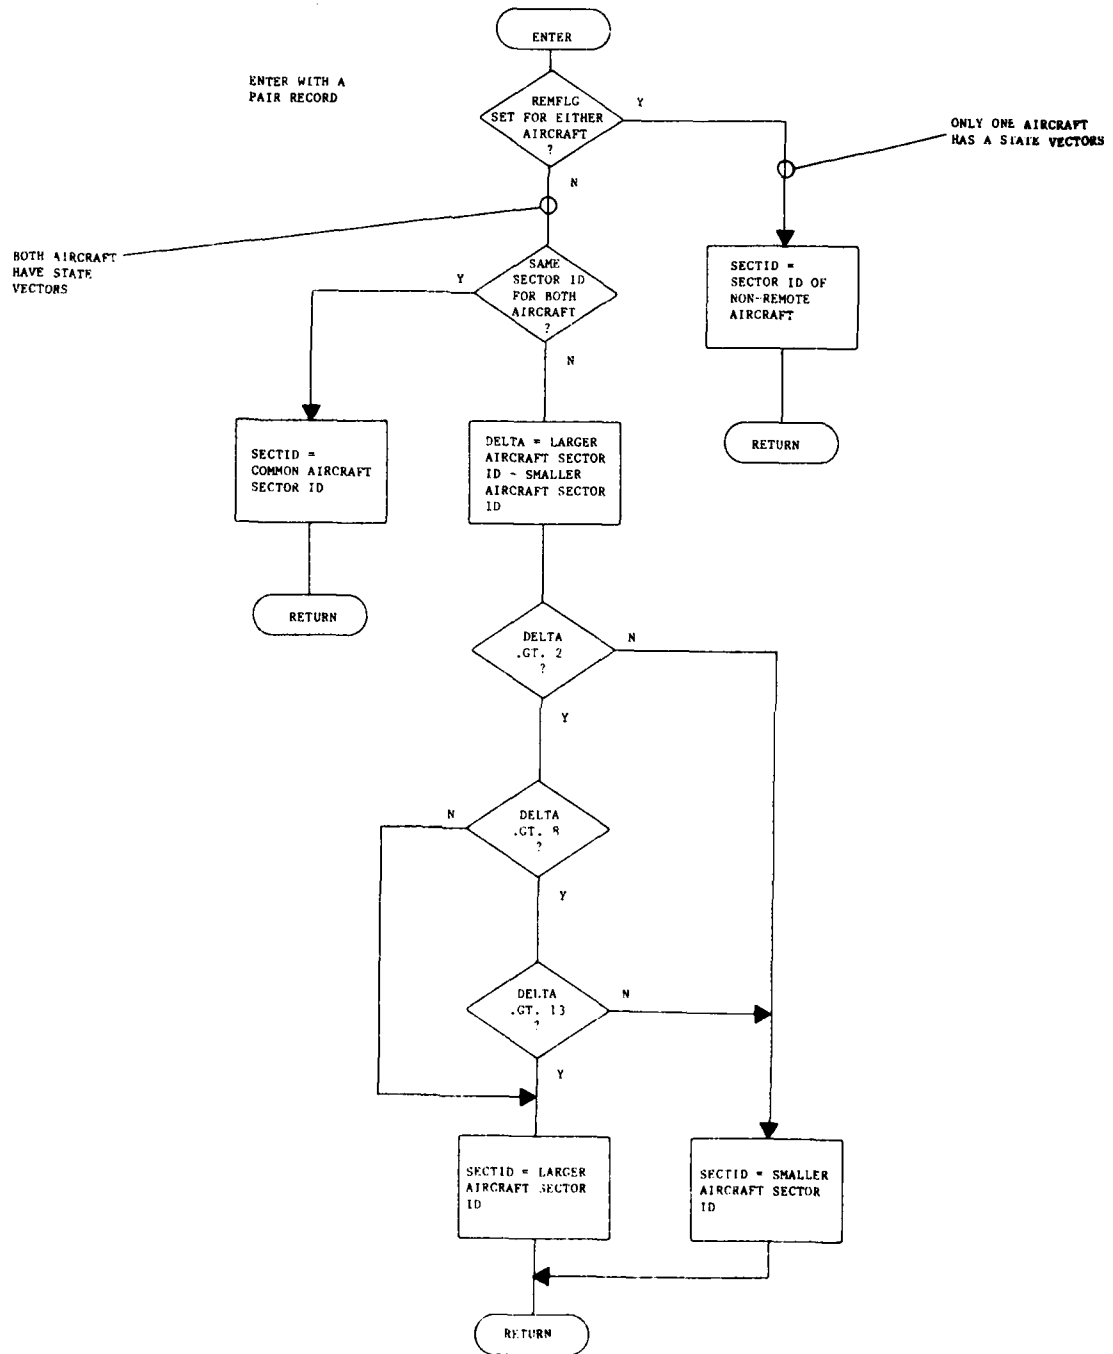 ENTER
ENTER WITH A
PAIR RECORD
REMFLG
SET FOR EITHER
AIRCRAFT
?
Y
N
ONLY ONE AIRCRAFT
HAS A STATE VECTORS
BOTH AIRCRAFT
HAVE STATE
VECTORS
SAME
SECTOR ID
FOR BOTH
AIRCRAFT
?
Y
N
SECTID =
SECTOR ID OF
NON-REMOTE
AIRCRAFT
RETURN
SECTID =
COMMON AIRCRAFT
SECTOR ID
RETURN
DELTA = LARGER
AIRCRAFT SECTOR
ID - SMALLER
AIRCRAFT SECTOR
ID
DELTA
.GT. 2
?
N
Y
DELTA
.GT. 8
?
N
Y
DELTA
.GT. 13
?
N
Y
SECTID = LARGER
AIRCRAFT SECTOR
ID
SECTID = SMALLER
AIRCRAFT SECTOR
ID
RETURN